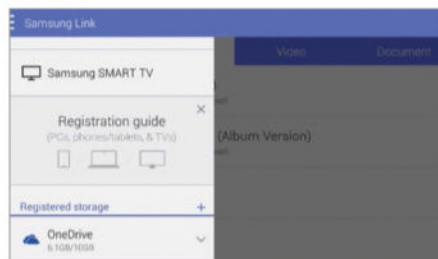 Samsung Link
Video
Document
Samsung SMART TV
Registration guide
(PCs, phones/tablets, & TVs)
(Album Version)
Registered storage
OneDrive
6.1GB/10GB